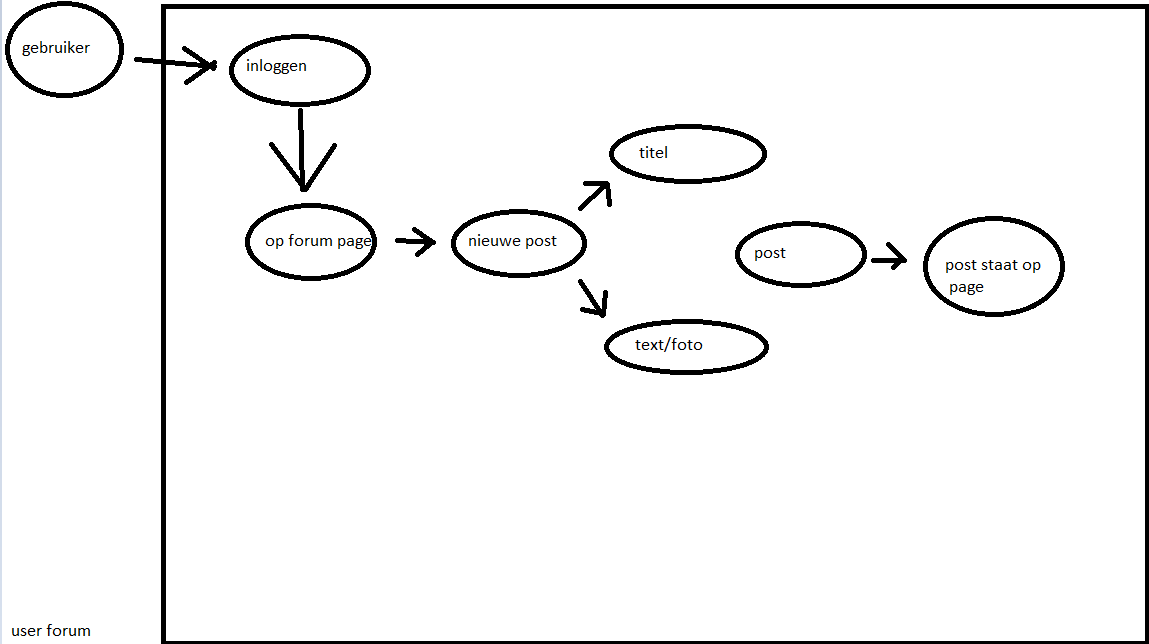 gebruiker
inloggen
titel
op forum page
nieuwe post
post
post staat op
page
text/foto
user forum